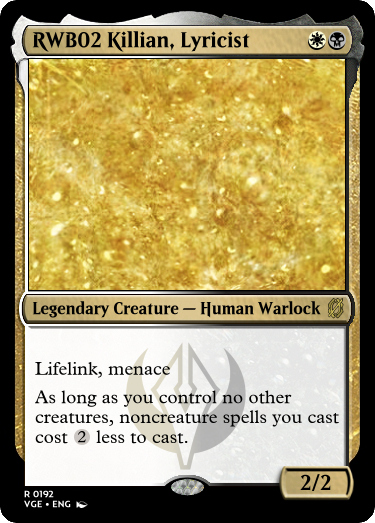 RWB02 Killian, Lyricist
Legendary Creature — Human Warlock
Lifelink, menace
As long as you control no other
creatures, noncreature spells you cast
cost 2 less to cast.
2/2
R 0192
VGE • ENG